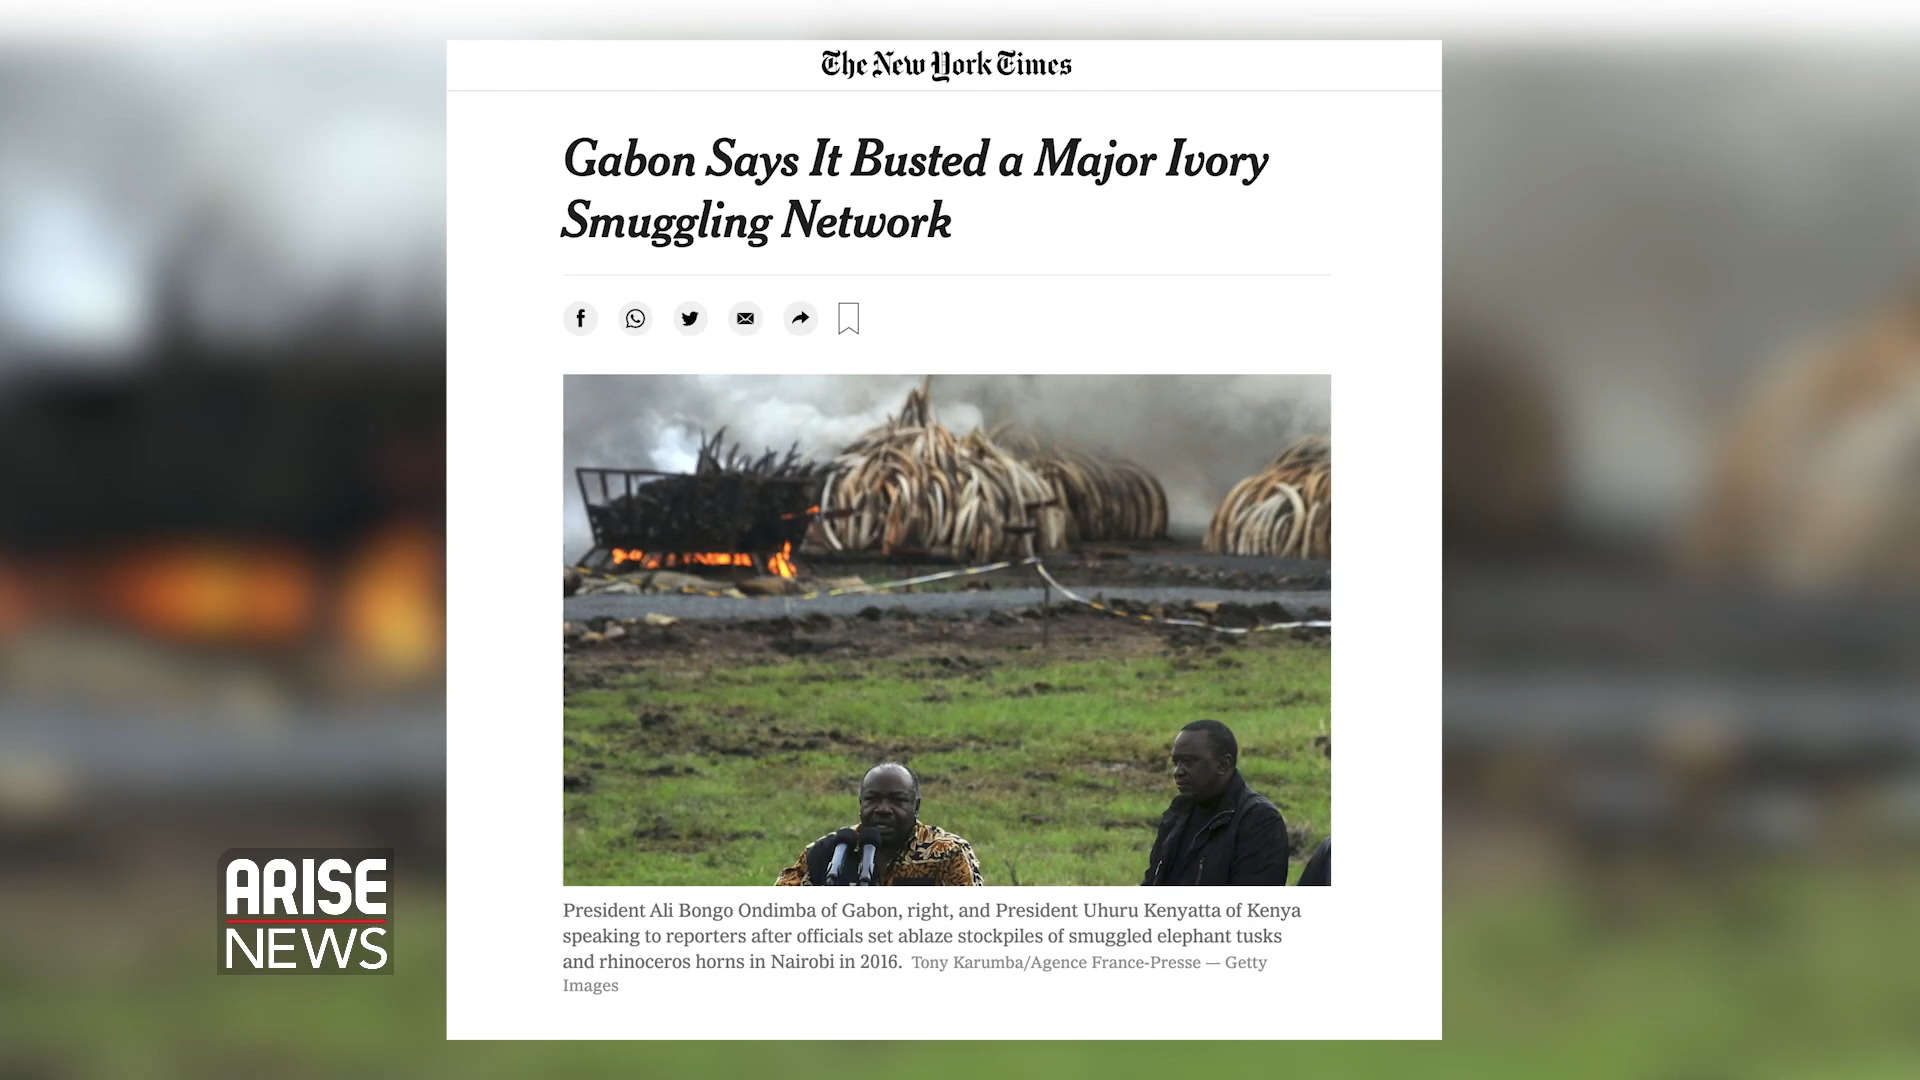 The New York Times
Gabon Says It Busted a Major Ivory
Smuggling Network
President Ali Bongo Ondimba of Gabon, right, and President Uhuru Kenyatta of Kenya
speaking to reporters after officials set ablaze stockpiles of smuggled elephant tusks
and rhinoceros horns in Nairobi in 2016. Tony Karumba/Agence France-Presse — Getty
Images
ARISE
NEWS